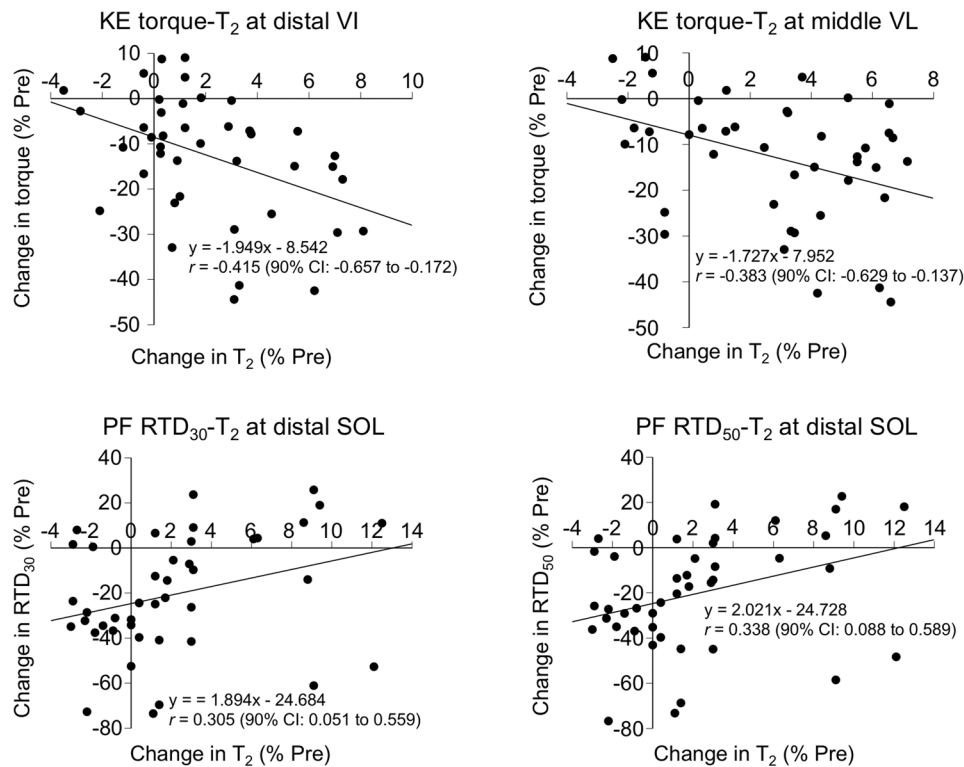 KE torque-T2 at distal VI
Change in torque (% Pre)
10
0
-10
-20
-30
-40
-50
-4 -2 0 2 4 6 8 10
y = -1.949x - 8.542
r = -0.415 (90% CI: -0.657 to -0.172)
Change in T2 (% Pre)
KE torque-T2 at middle VL
Change in torque (% Pre)
10
0
-10
-20
-30
-40
-50
-4 -2 0 2 4 6 8
y = -1.727x - 7.952
r = -0.383 (90% CI: -0.629 to -0.137)
Change in T2 (% Pre)
PF RTD30-T2 at distal SOL
Change in RTD30 (% Pre)
40
20
0
-20
-40
-60
-80
-4 -2 0 2 4 6 8 10 12 14
y = = 1.894x - 24.684
r = 0.305 (90% CI: 0.051 to 0.559)
Change in T2 (% Pre)
PF RTD50-T2 at middle SOL
Change in RTD50 (% Pre)
40
20
0
-20
-40
-60
-80
-4 -2 0 2 4 6 8 10 12 14
y = 2.021x - 24.728
r = 0.338 (90% CI: 0.088 to 0.589)
Change in T2 (% Pre)